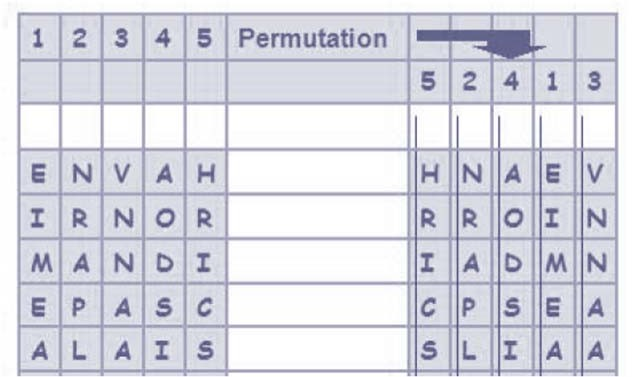 1 2 3 4 5 Permutation
5 2 4 1 3
E N V A H H N A E V
I R N O R R R O I N
M A N D I I A D M N
E P A S C C P S E A
A L A I S S L I A A